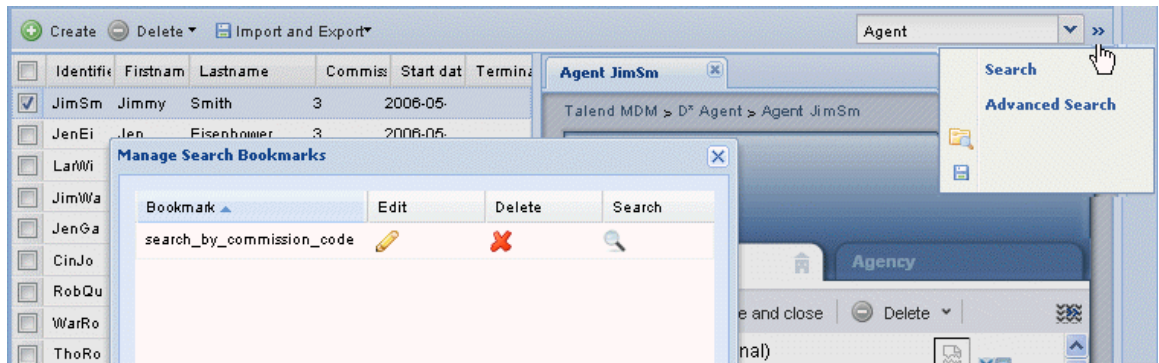 Create Delete Import and Export Agent
Identifie Firstnam Lastname Commiss Start dat Termina
Agent JimSm
Search
Advanced Search
JimSm Jimmy Smith 3 2006-05-
Talend MDM > D* Agent > Agent JimSm
JenEi Jen Eisenhower 3 2006-05-
LarWi
JimWa
JenGa
CinJo
RobQu
WarRo
ThoRo
Manage Search Bookmarks
Bookmark Edit Delete Search
search_by_commission_code
Agency
e and close Delete
nal)